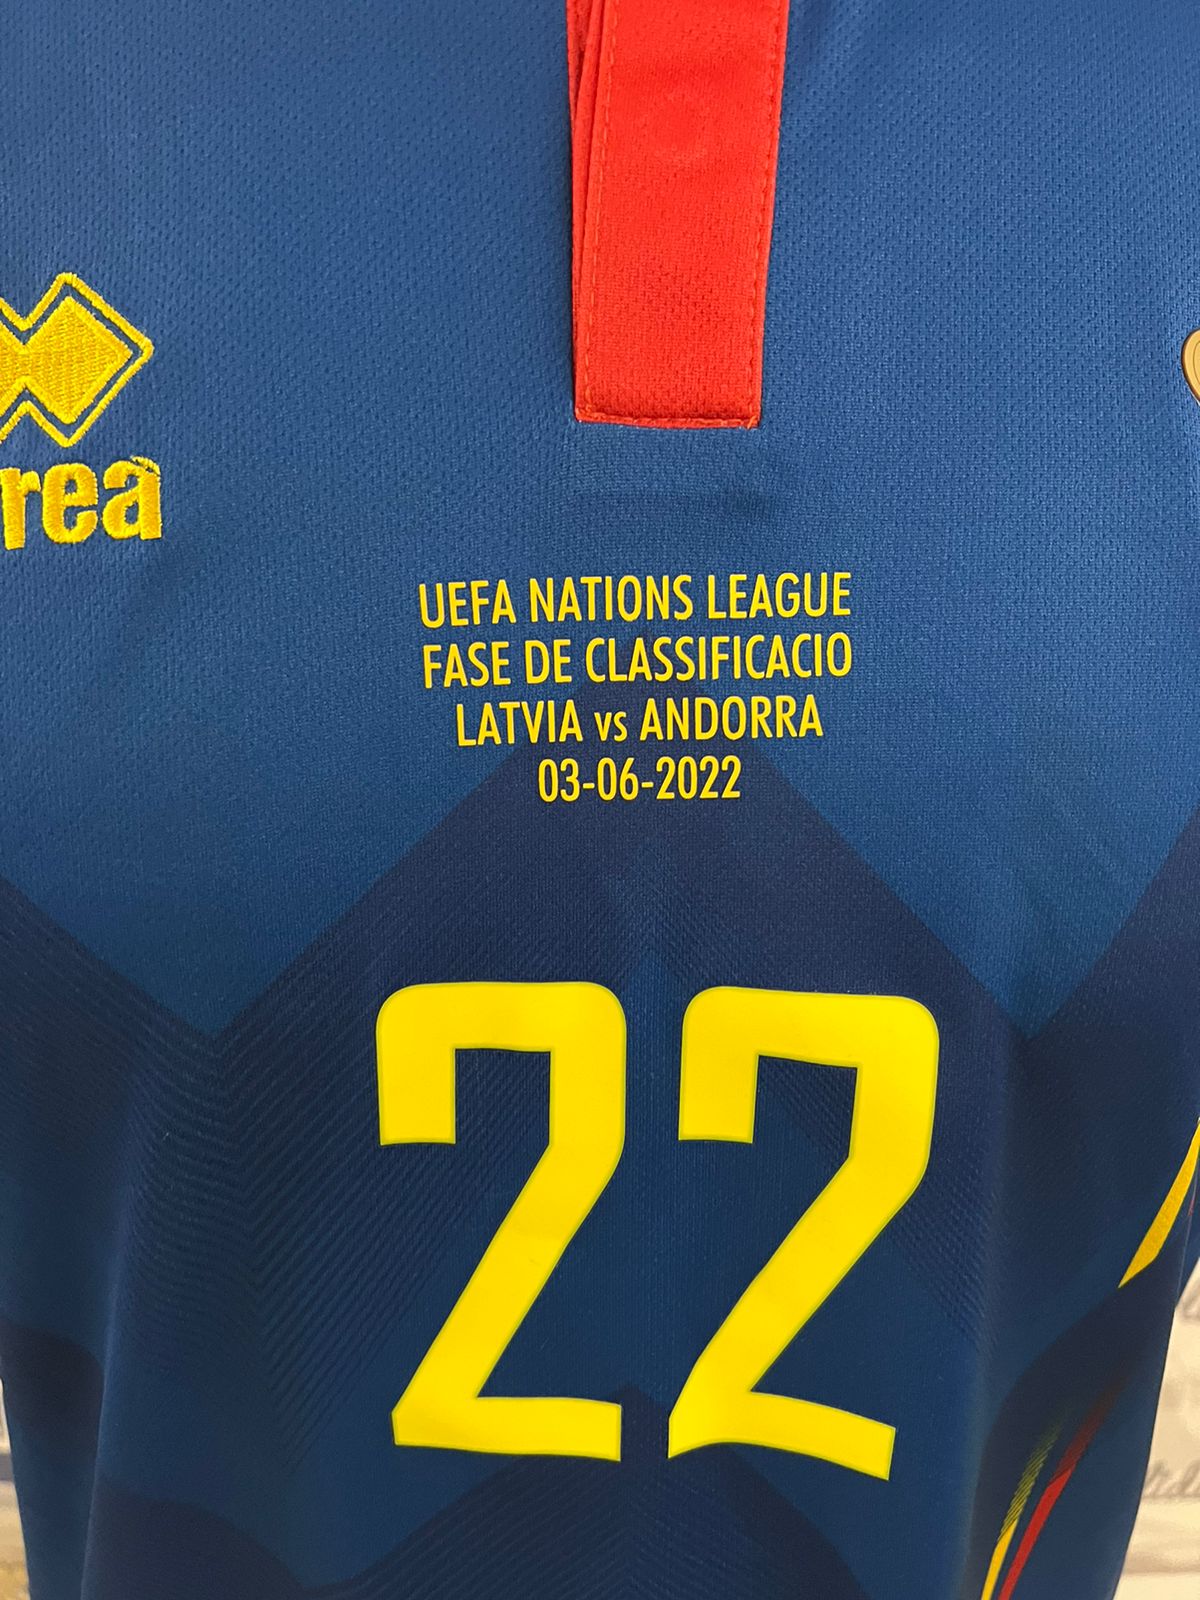 rea
UEFA NATIONS LEAGUE
FASE DE CLASSIFICACIO
LATVIA vs ANDORRA
03-06-2022
22